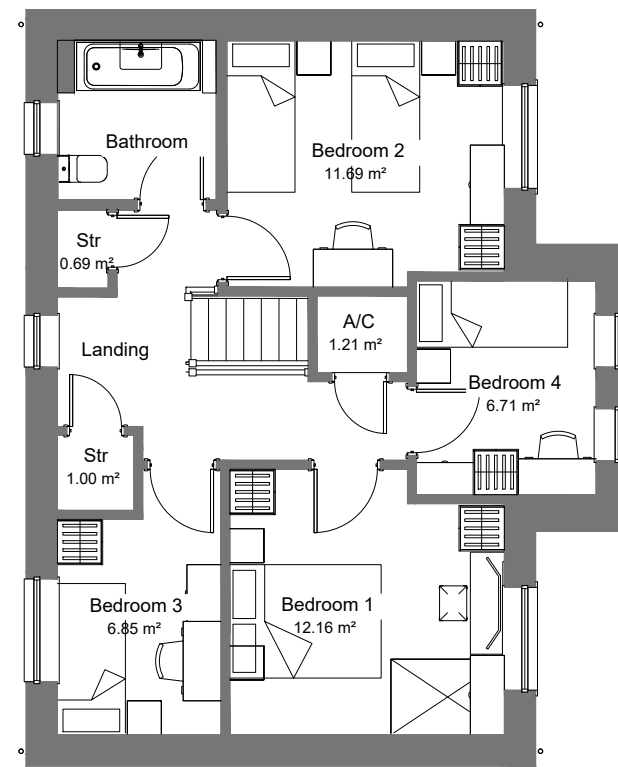 Bathroom
Bedroom 2
11.69 m²
Str
0.69 m²
A/C
1.21 m²
Landing
Bedroom 4
6.71 m²
Str
1.00 m²
Bedroom 3
6.85 m²
Bedroom 1
12.16 m²